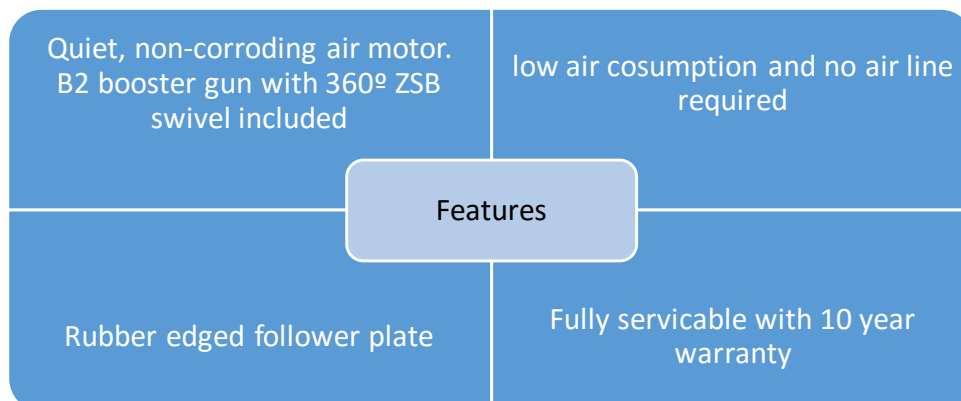 Quiet, non-corroding air motor.
B2 booster gun with 360º ZSB
swivel included
low air cosumption and no air line
required
Features
Rubber edged follower plate
Fully servicable with 10 year
warranty